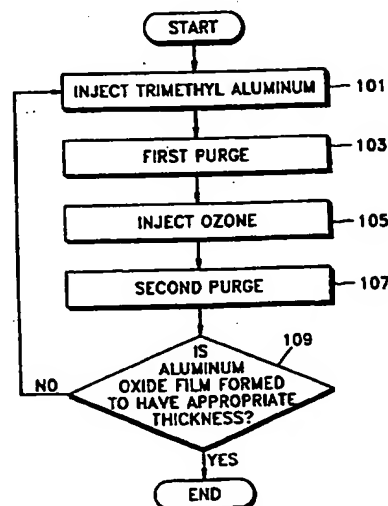 START
INJECT TRIMETHYL ALUMINUM
101
FIRST PURGE
103
INJECT OZONE
105
SECOND PURGE
107
109
IS
ALUMINUM
OXIDE FILM FORMED
TO HAVE APPROPRIATE
THICKNESS?
NO
YES
END